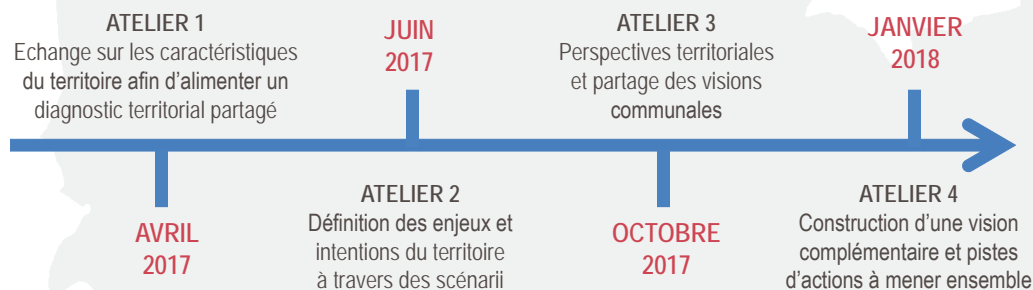 ATELIER 1
Echange sur les caractéristiques
du territoire afin d'alimenter un
diagnostic territorial partagé
AVRIL
2017
JUIN
2017
ATELIER 2
Définition des enjeux et
intentions du territoire
à travers des scénarii
ATELIER 3
Perspectives territoriales
et partage des visions
communales
OCTOBRE
2017
JANVIER
2018
ATELIER 4
Construction d'une vision
complémentaire et pistes
d'actions à mener ensemble